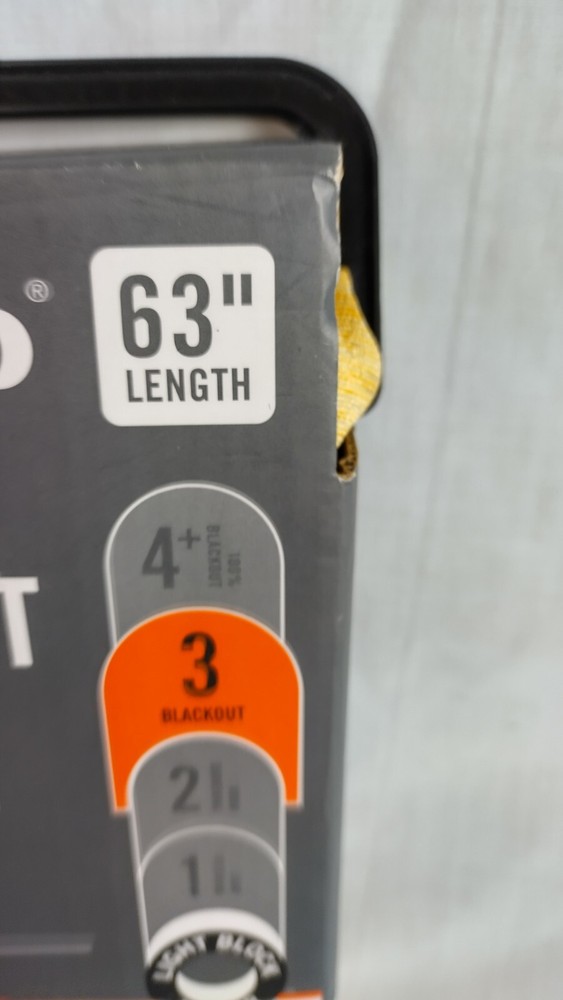 ®
63"
LENGTH
4+
100%
BLACKOUT
T
3
BLACKOUT
2
1
LIGHT BLOCK